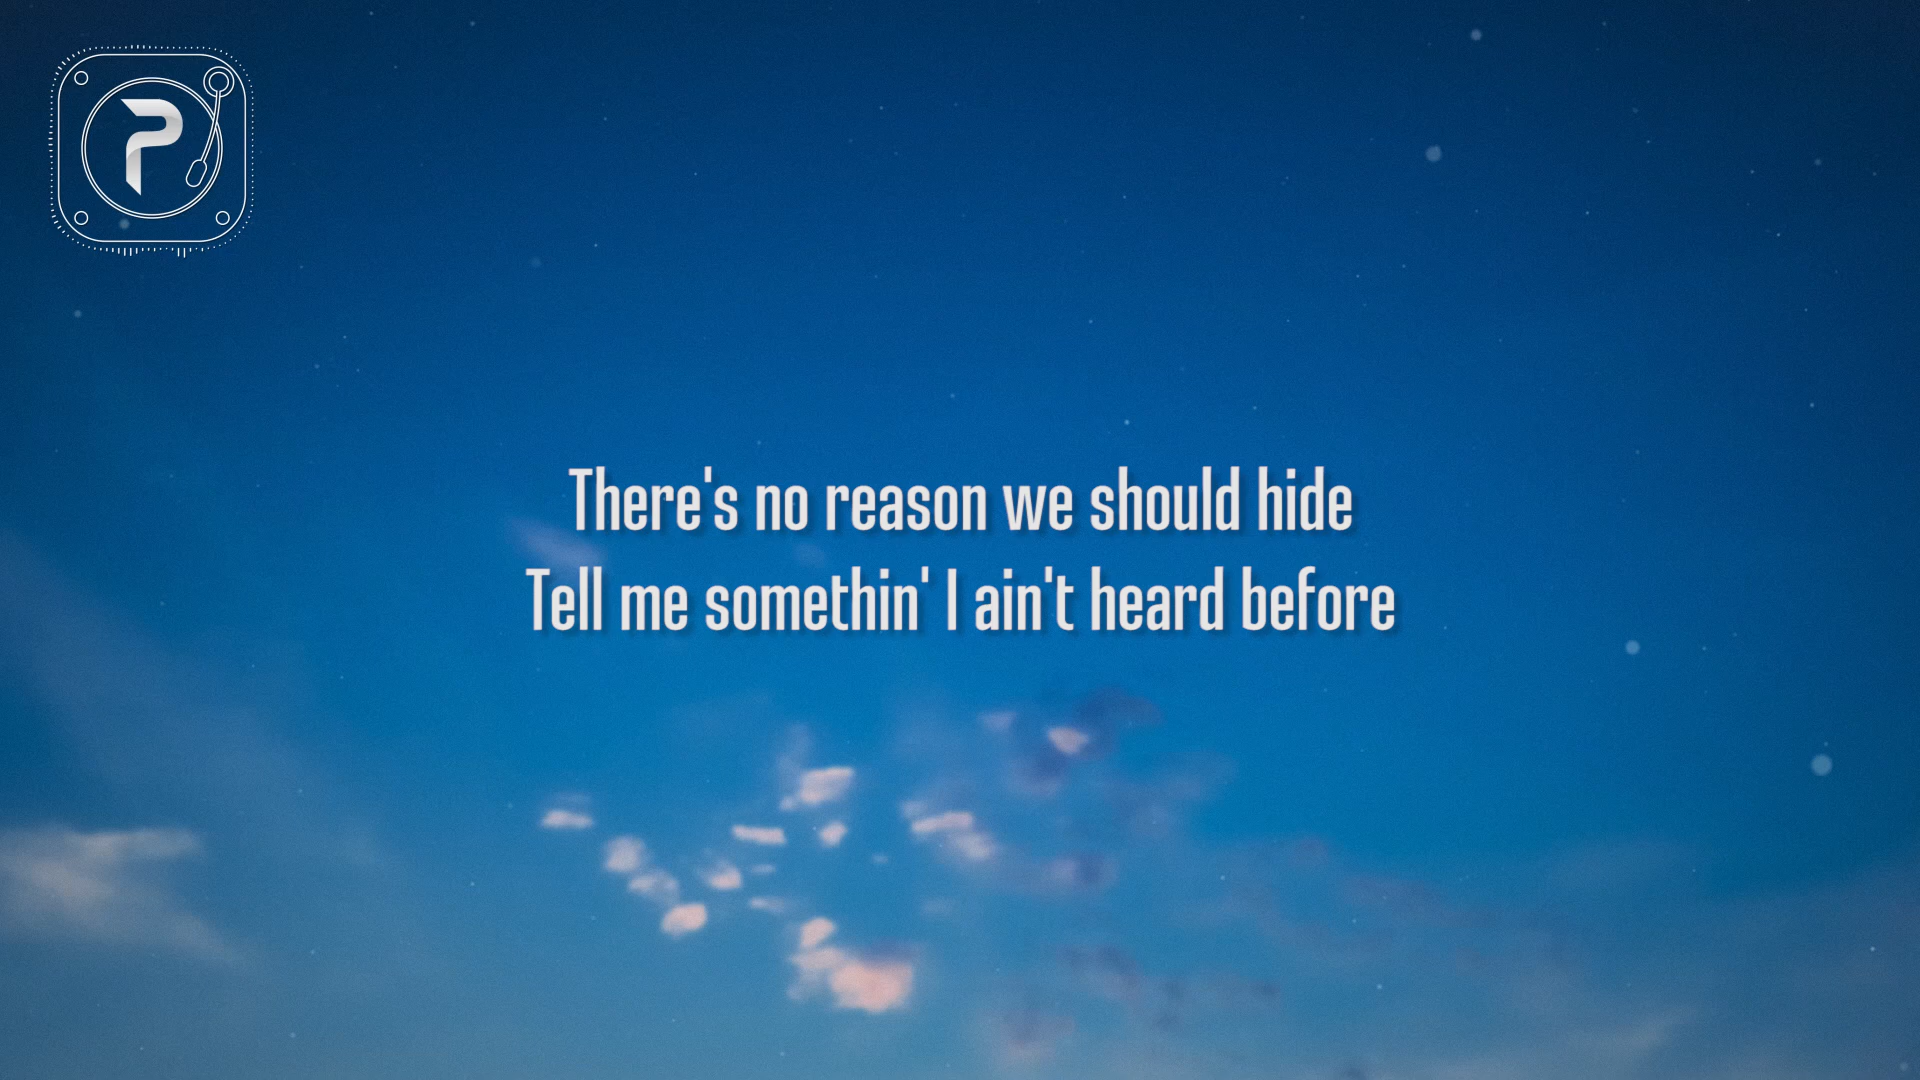 P
There's no reason we should hide
Tell me somethin' I ain't heard before